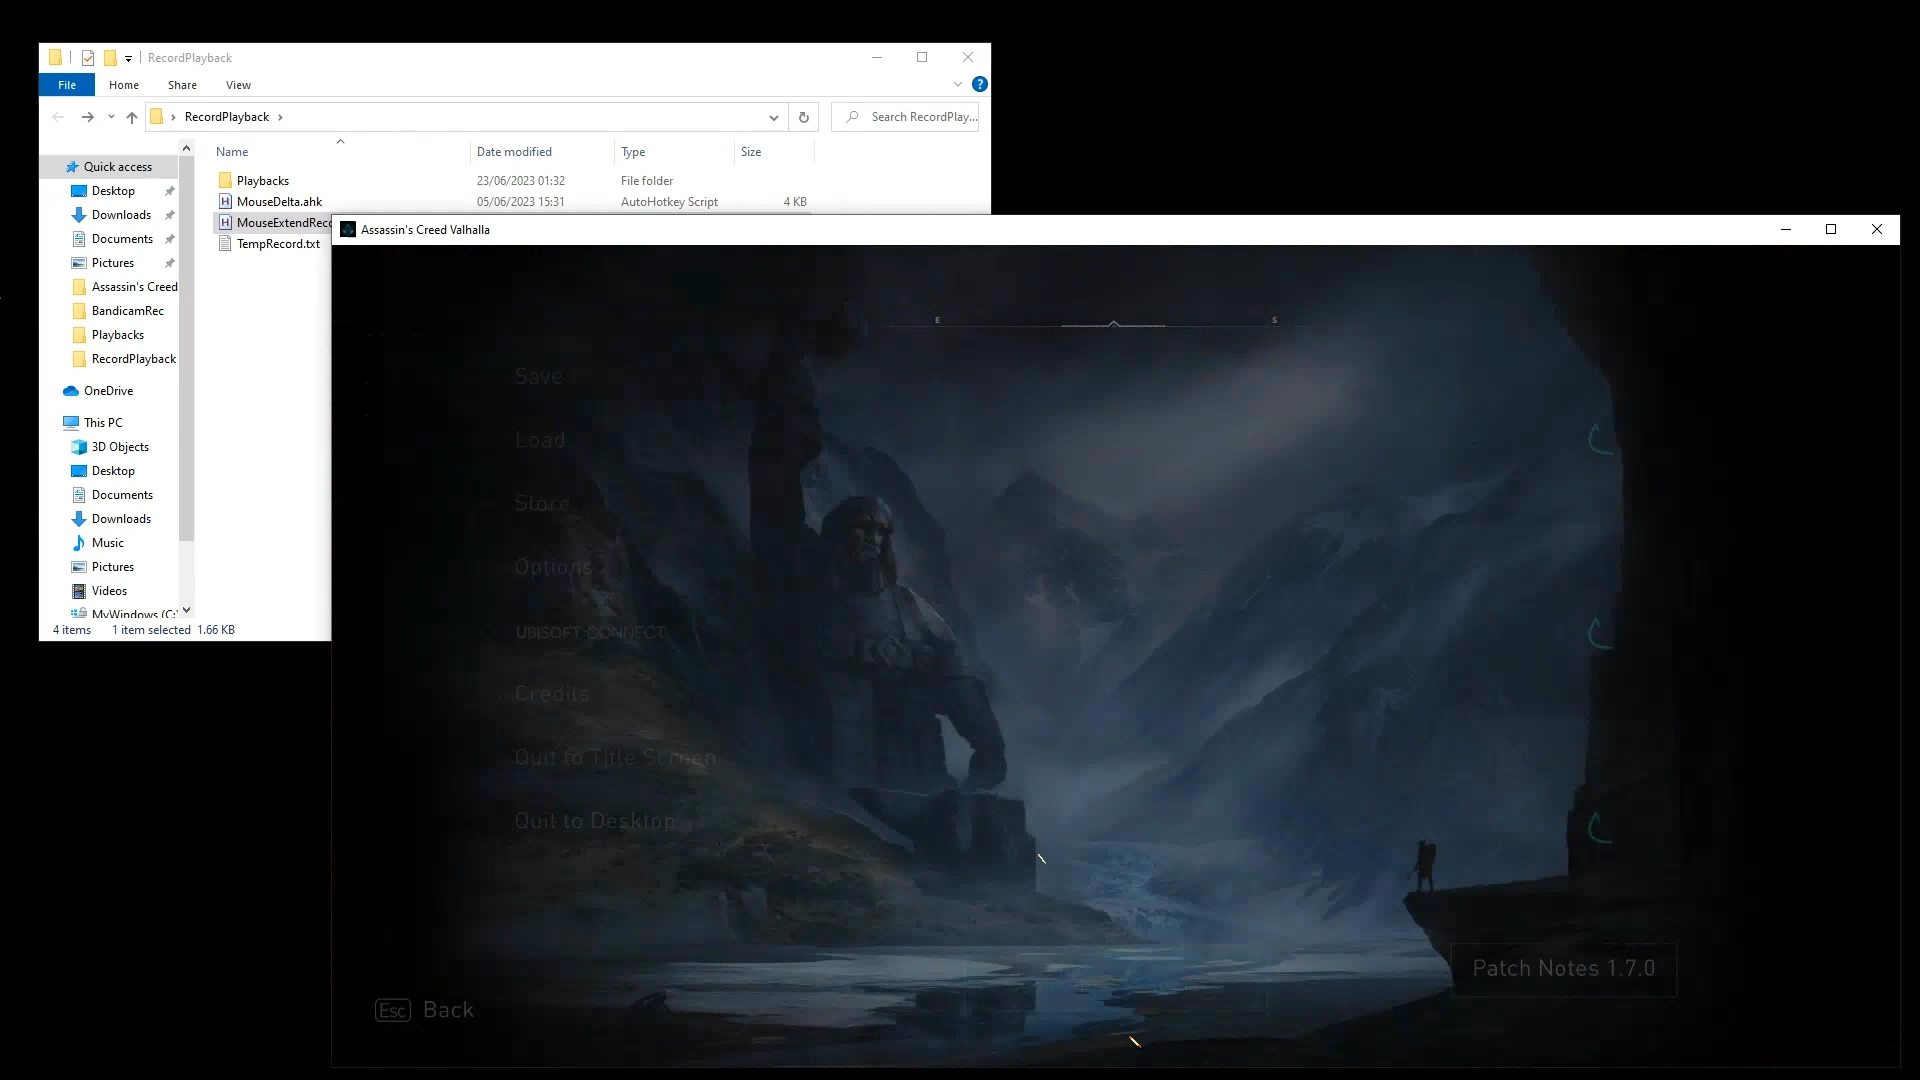 RecordPlayback
File Home Share View
RecordPlayback
Search RecordPlay...
Name Date modified Type Size
Playbacks 23/06/2023 01:32 File folder
MouseDelta.ahk 05/06/2023 15:31 AutoHotkey Script 4 KB
MouseExtendReco
TempRecord.txt
Quick access
Desktop
Downloads
Documents
Pictures
Assassin's Creed
BandicamRec
Playbacks
RecordPlayback
OneDrive
This PC
3D Objects
Desktop
Documents
Downloads
Music
Pictures
Videos
MyWindows (C:)
4 items 1 item selected 1.66 KB
Assassin's Creed Valhalla
E S
Save
Load
Store
Options
UBISOFT CONNECT
Credits
Quit to Title Screen
Quit to Desktop
Patch Notes 1.7.0
Esc Back